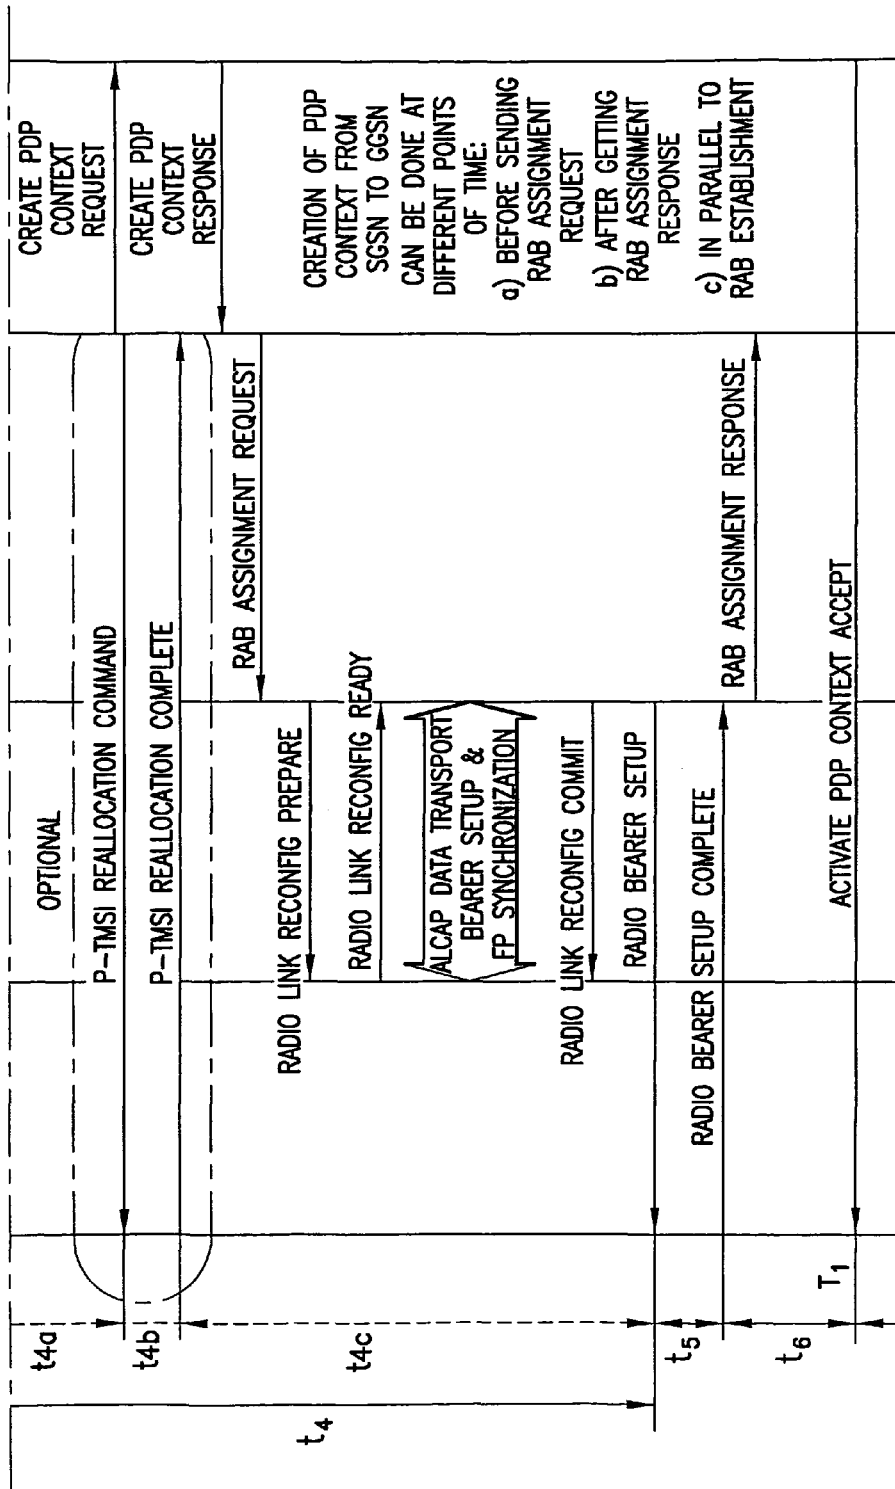 CREATE PDP
CONTEXT
REQUEST
CREATE PDP
CONTEXT
RESPONSE
CREATION OF PDP
CONTEXT FROM
SGSN TO GGSN
CAN BE DONE AT
DIFFERENT POINTS
OF TIME:
a) BEFORE SENDING
RAB ASSIGNMENT
REQUEST
b) AFTER GETTING
RAB ASSIGNMENT
RESPONSE
c) IN PARALLEL TO
RAB ESTABLISHMENT
OPTIONAL
P-TMSI REALLOCATION COMMAND
P-TMSI REALLOCATION COMPLETE
RAB ASSIGNMENT REQUEST
RADIO LINK RECONFIG PREPARE
RADIO LINK RECONFIG READY
ALCAP DATA TRANSPORT
BEARER SETUP &
FP SYNCHRONIZATION
RADIO LINK RECONFIG COMMIT
RADIO BEARER SETUP
RADIO BEARER SETUP COMPLETE
RAB ASSIGNMENT RESPONSE
ACTIVATE PDP CONTEXT ACCEPT
t4a
t4b
t4c
t4
t5
t6
T1